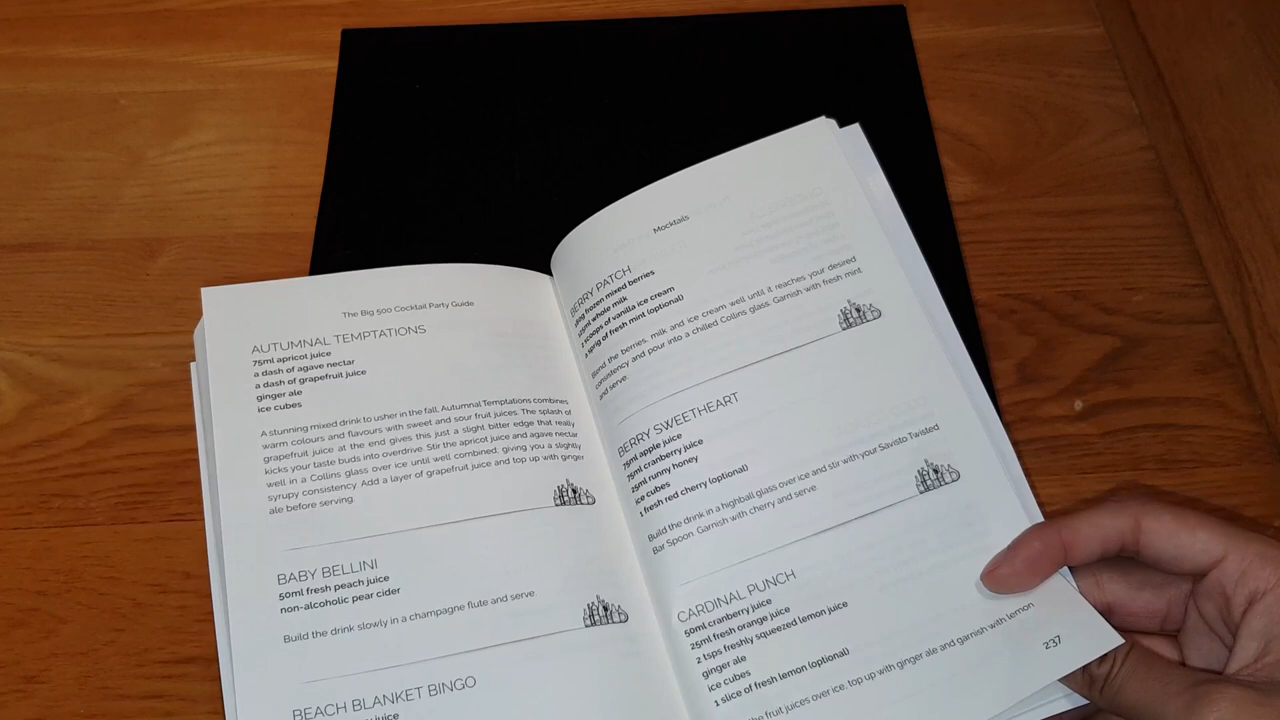 The Big 500 Cocktail Party Guide
AUTUMNAL TEMPTATIONS
75ml apricot juice
a dash of agave nectar
a dash of grapefruit juice
ginger ale
ice cubes
A stunning mixed drink to usher in the fall, Autumnal Temptations combines
warm colours and flavours with sweet and sour fruit juices. The splash of
grapefruit juice at the end gives this just a slight bitter edge that really
kicks your taste buds into overdrive. Stir the apricot juice and agave nectar
well in a Collins glass over ice until well combined, giving you a slightly
syrupy consistency. Add a layer of grapefruit juice and top up with ginger
ale before serving.
BABY BELLINI
50ml fresh peach juice
non-alcoholic pear cider
Build the drink slowly in a champagne flute and serve.
BEACH BLANKET BINGO
juice
Mocktails
BERRY PATCH
frozen mixed berries
125ml whole milk
2 scoops of vanilla ice cream
1 sprig of fresh mint (optional)
Blend the berries, milk and ice cream well until it reaches your desired
consistency and pour into a chilled Collins glass. Garnish with fresh mint
and serve.
BERRY SWEETHEART
75ml apple juice
75ml cranberry juice
25ml runny honey
ice cubes
1 fresh red cherry (optional)
Build the drink in a highball glass over ice and stir with your Savisto Twisted
Bar Spoon. Garnish with cherry and serve.
CARDINAL PUNCH
50ml cranberry juice
25ml fresh orange juice
2 tsps freshly squeezed lemon juice
ginger ale
ice cubes
1 slice of fresh lemon (optional)
the fruit juices over ice, top up with ginger ale and garnish with lemon
237